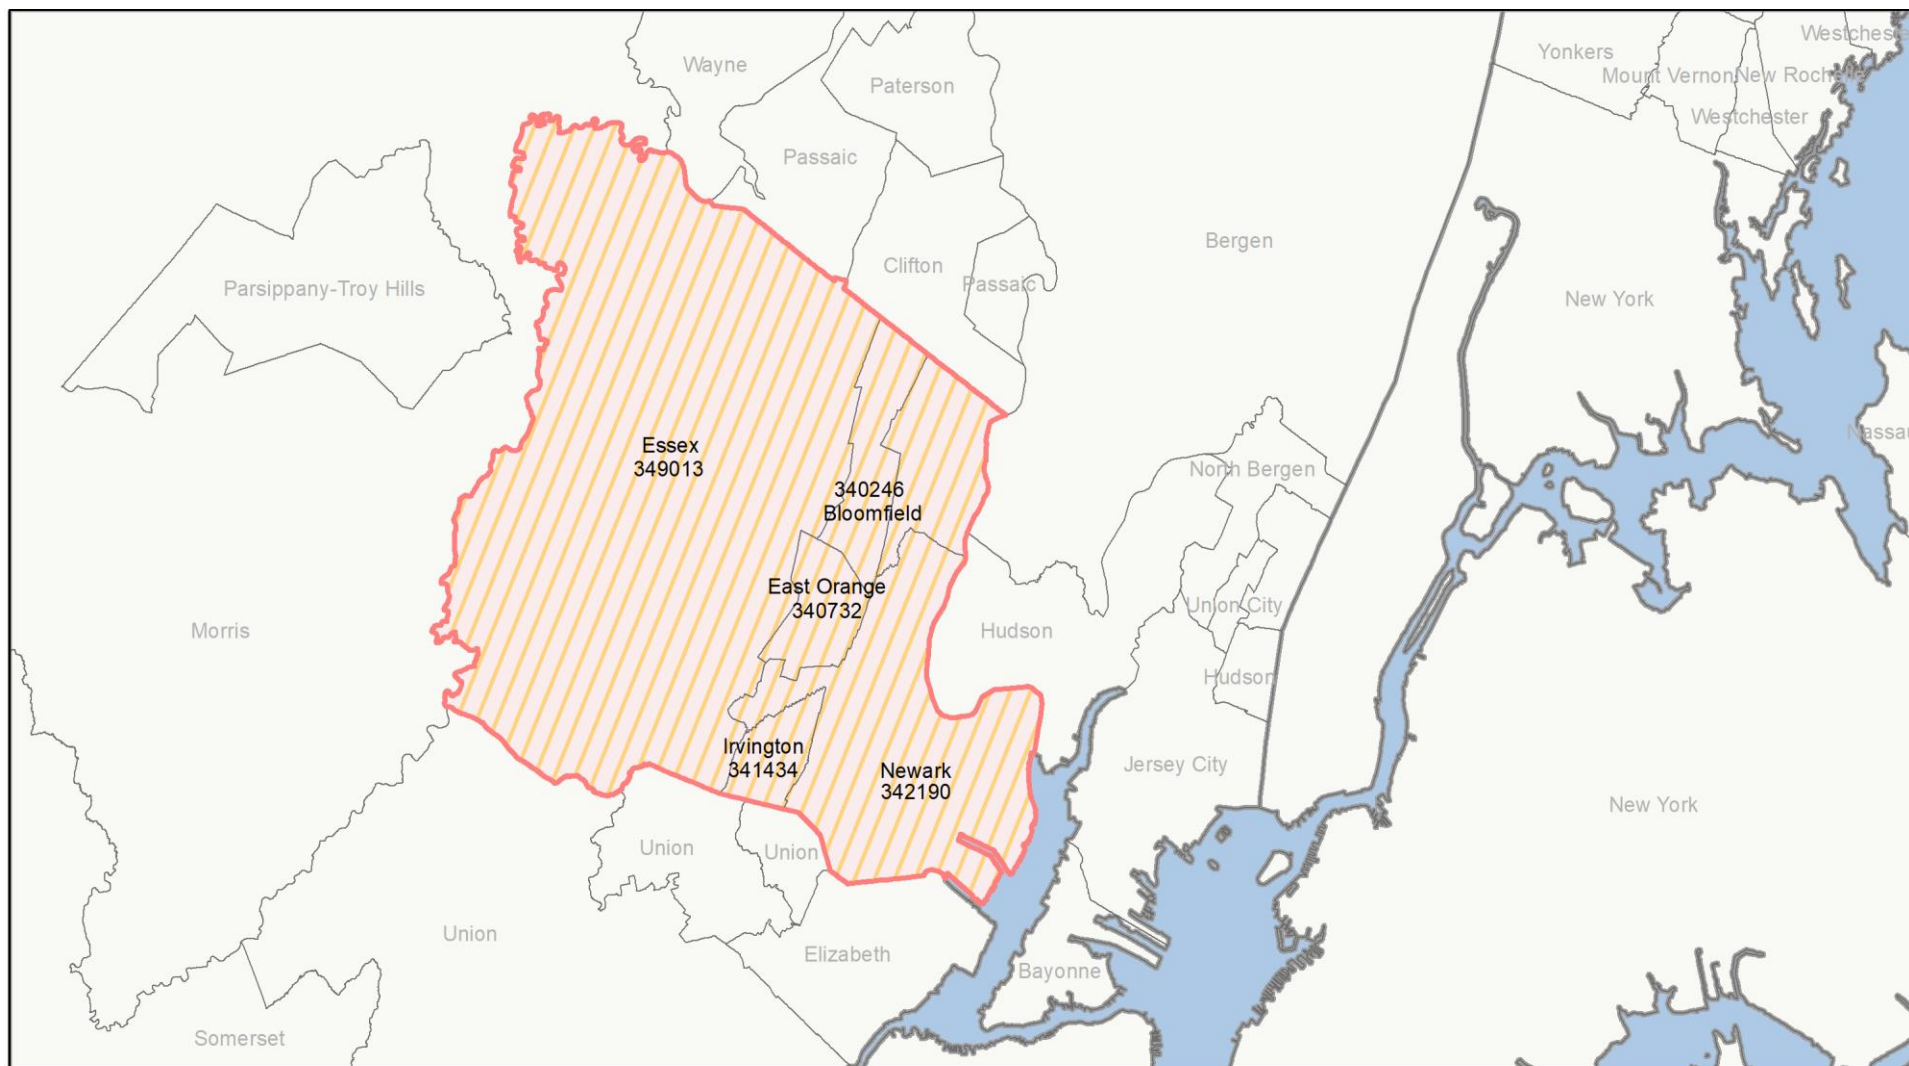 Westcheste
Yonkers
Wayne
Mount Vernon
New Rochelle
Paterson
Westchester
Passaic
Bergen
Clifton
Passaic
Parsippany-Troy Hills
New York
Nassau
Essex
349013
North Bergen
340246
Bloomfield
East Orange
340732
Union City
Morris
Hudson
Hudson
Irvington
341434
Newark
342190
Jersey City
New York
Union
Union
Union
Elizabeth
Bayonne
Somerset